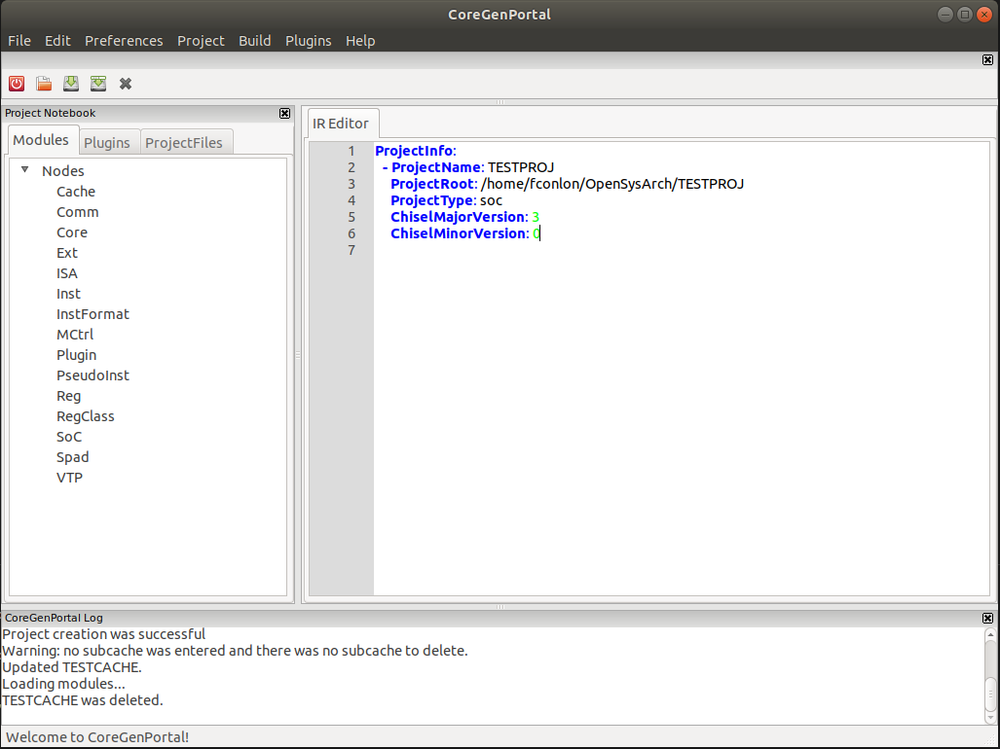 CoreGenPortal
File Edit Preferences Project Build Plugins Help
Project Notebook
Modules Plugins ProjectFiles
Nodes
Cache
Comm
Core
Ext
ISA
Inst
InstFormat
MCtrl
Plugin
PseudoInst
Reg
RegClass
SoC
Spad
VTP
IR Editor
1 ProjectInfo:
2 - ProjectName: TESTPROJ
3 ProjectRoot: /home/fconlon/OpenSysArch/TESTPROJ
4 ProjectType: soc
5 ChiselMajorVersion: 3
6 ChiselMinorVersion: 0
7
CoreGenPortal Log
Project creation was successful
Warning: no subcache was entered and there was no subcache to delete.
Updated TESTCACHE.
Loading modules...
TESTCACHE was deleted.
Welcome to CoreGenPortal!